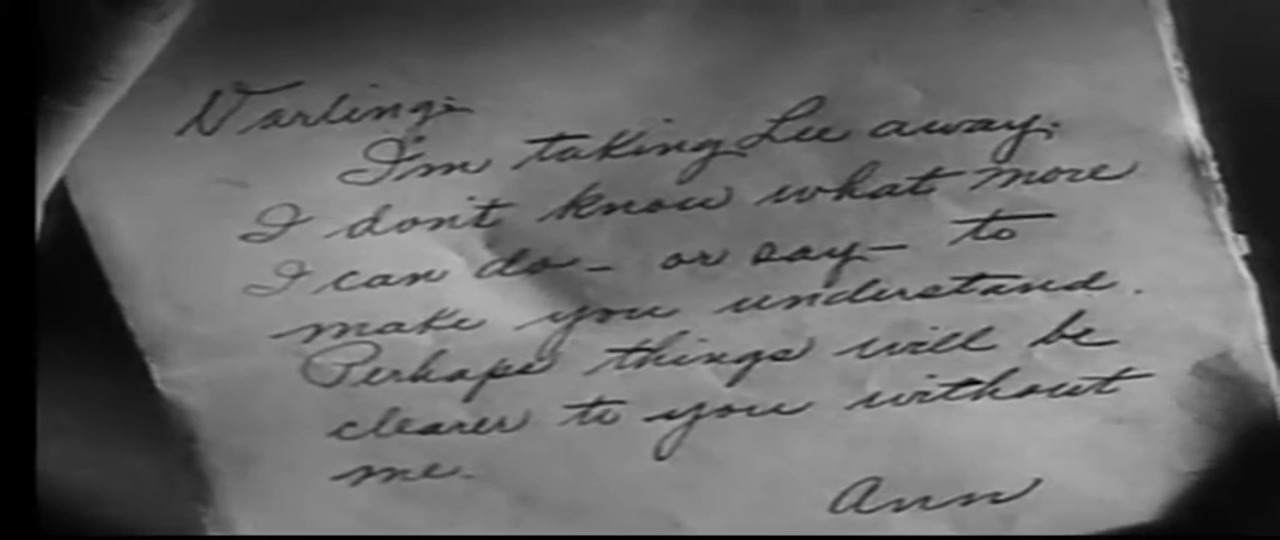 Darling:
I'm taking Lee away.
I don't know what more
I can do - or say - to
make you understand.
Perhaps things will be
clearer to you without
me.
Ann